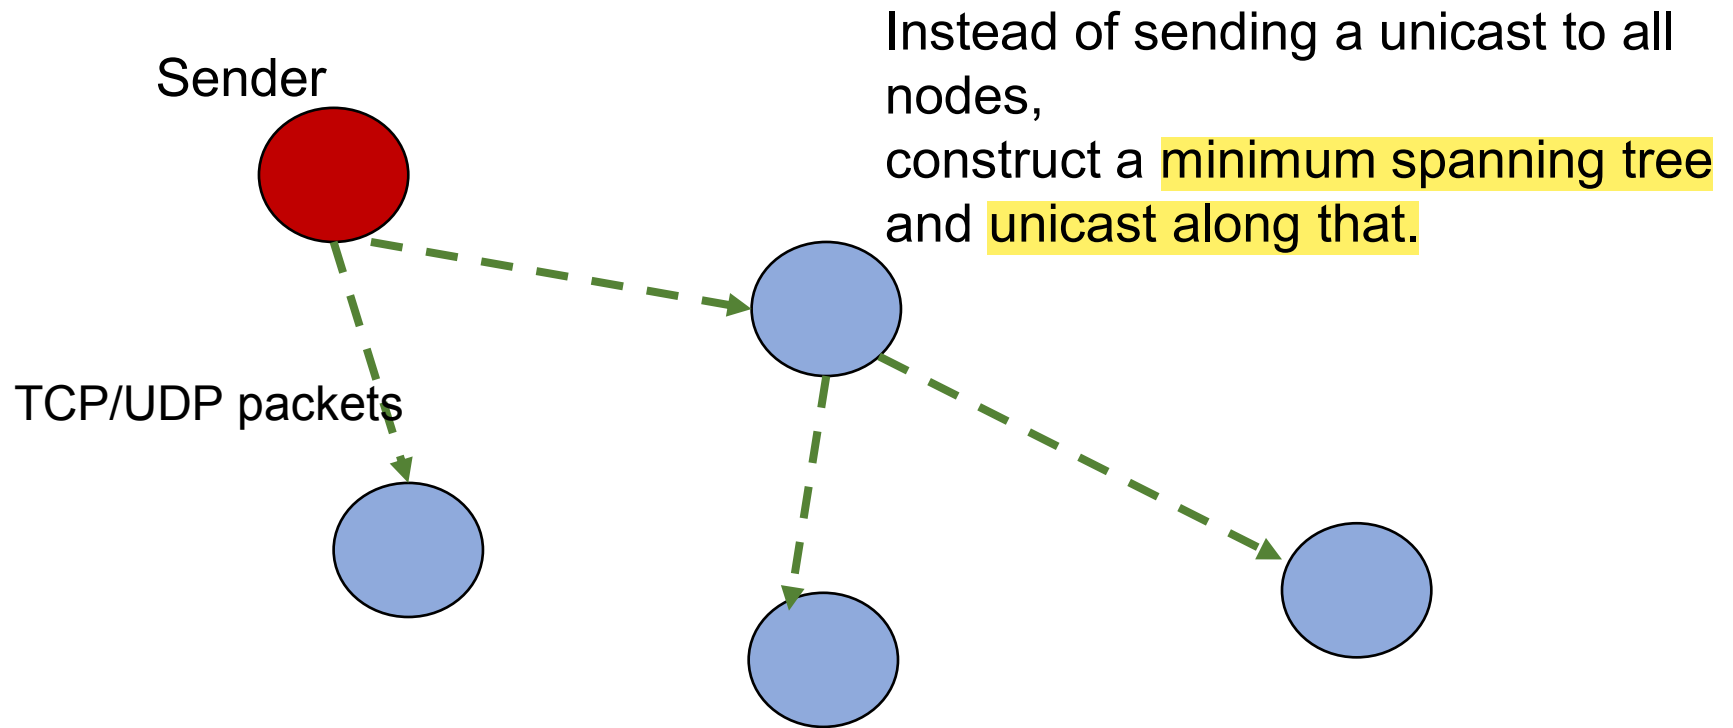 Instead of sending a unicast to all
nodes,
construct a minimum spanning tree
and unicast along that.
Sender
TCP/UDP packets